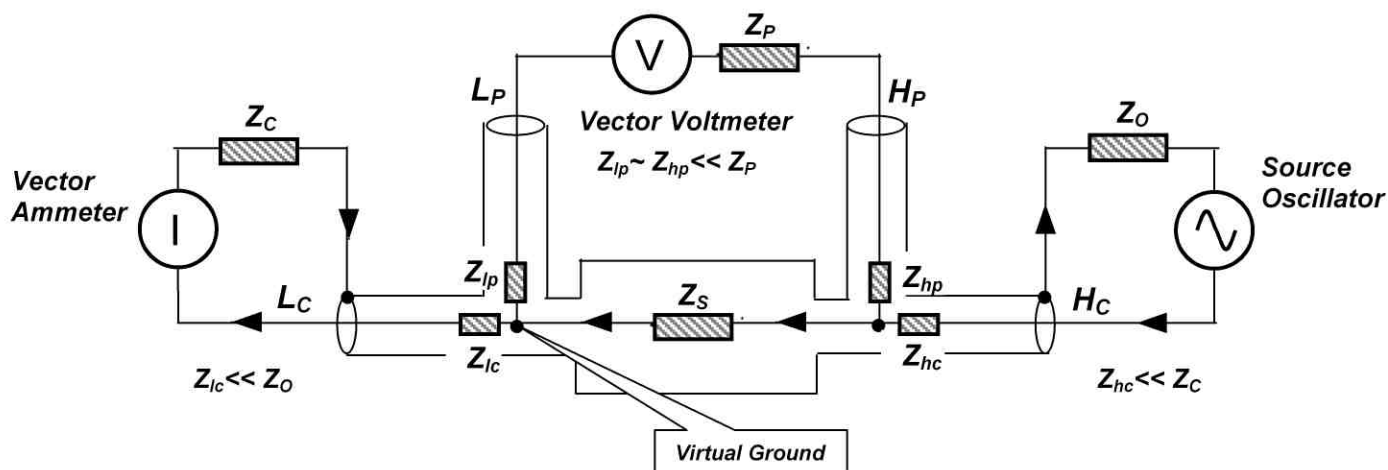 V
Z_P
L_P
H_P
Vector Voltmeter
Z_lp ~ Z_hp << Z_P
Z_C
Z_O
Vector
Ammeter
I
Source
Oscillator
Z_lp
Z_hp
Z_S
L_C
H_C
Z_lc
Z_hc
Z_lc << Z_O
Z_hc << Z_C
Virtual Ground